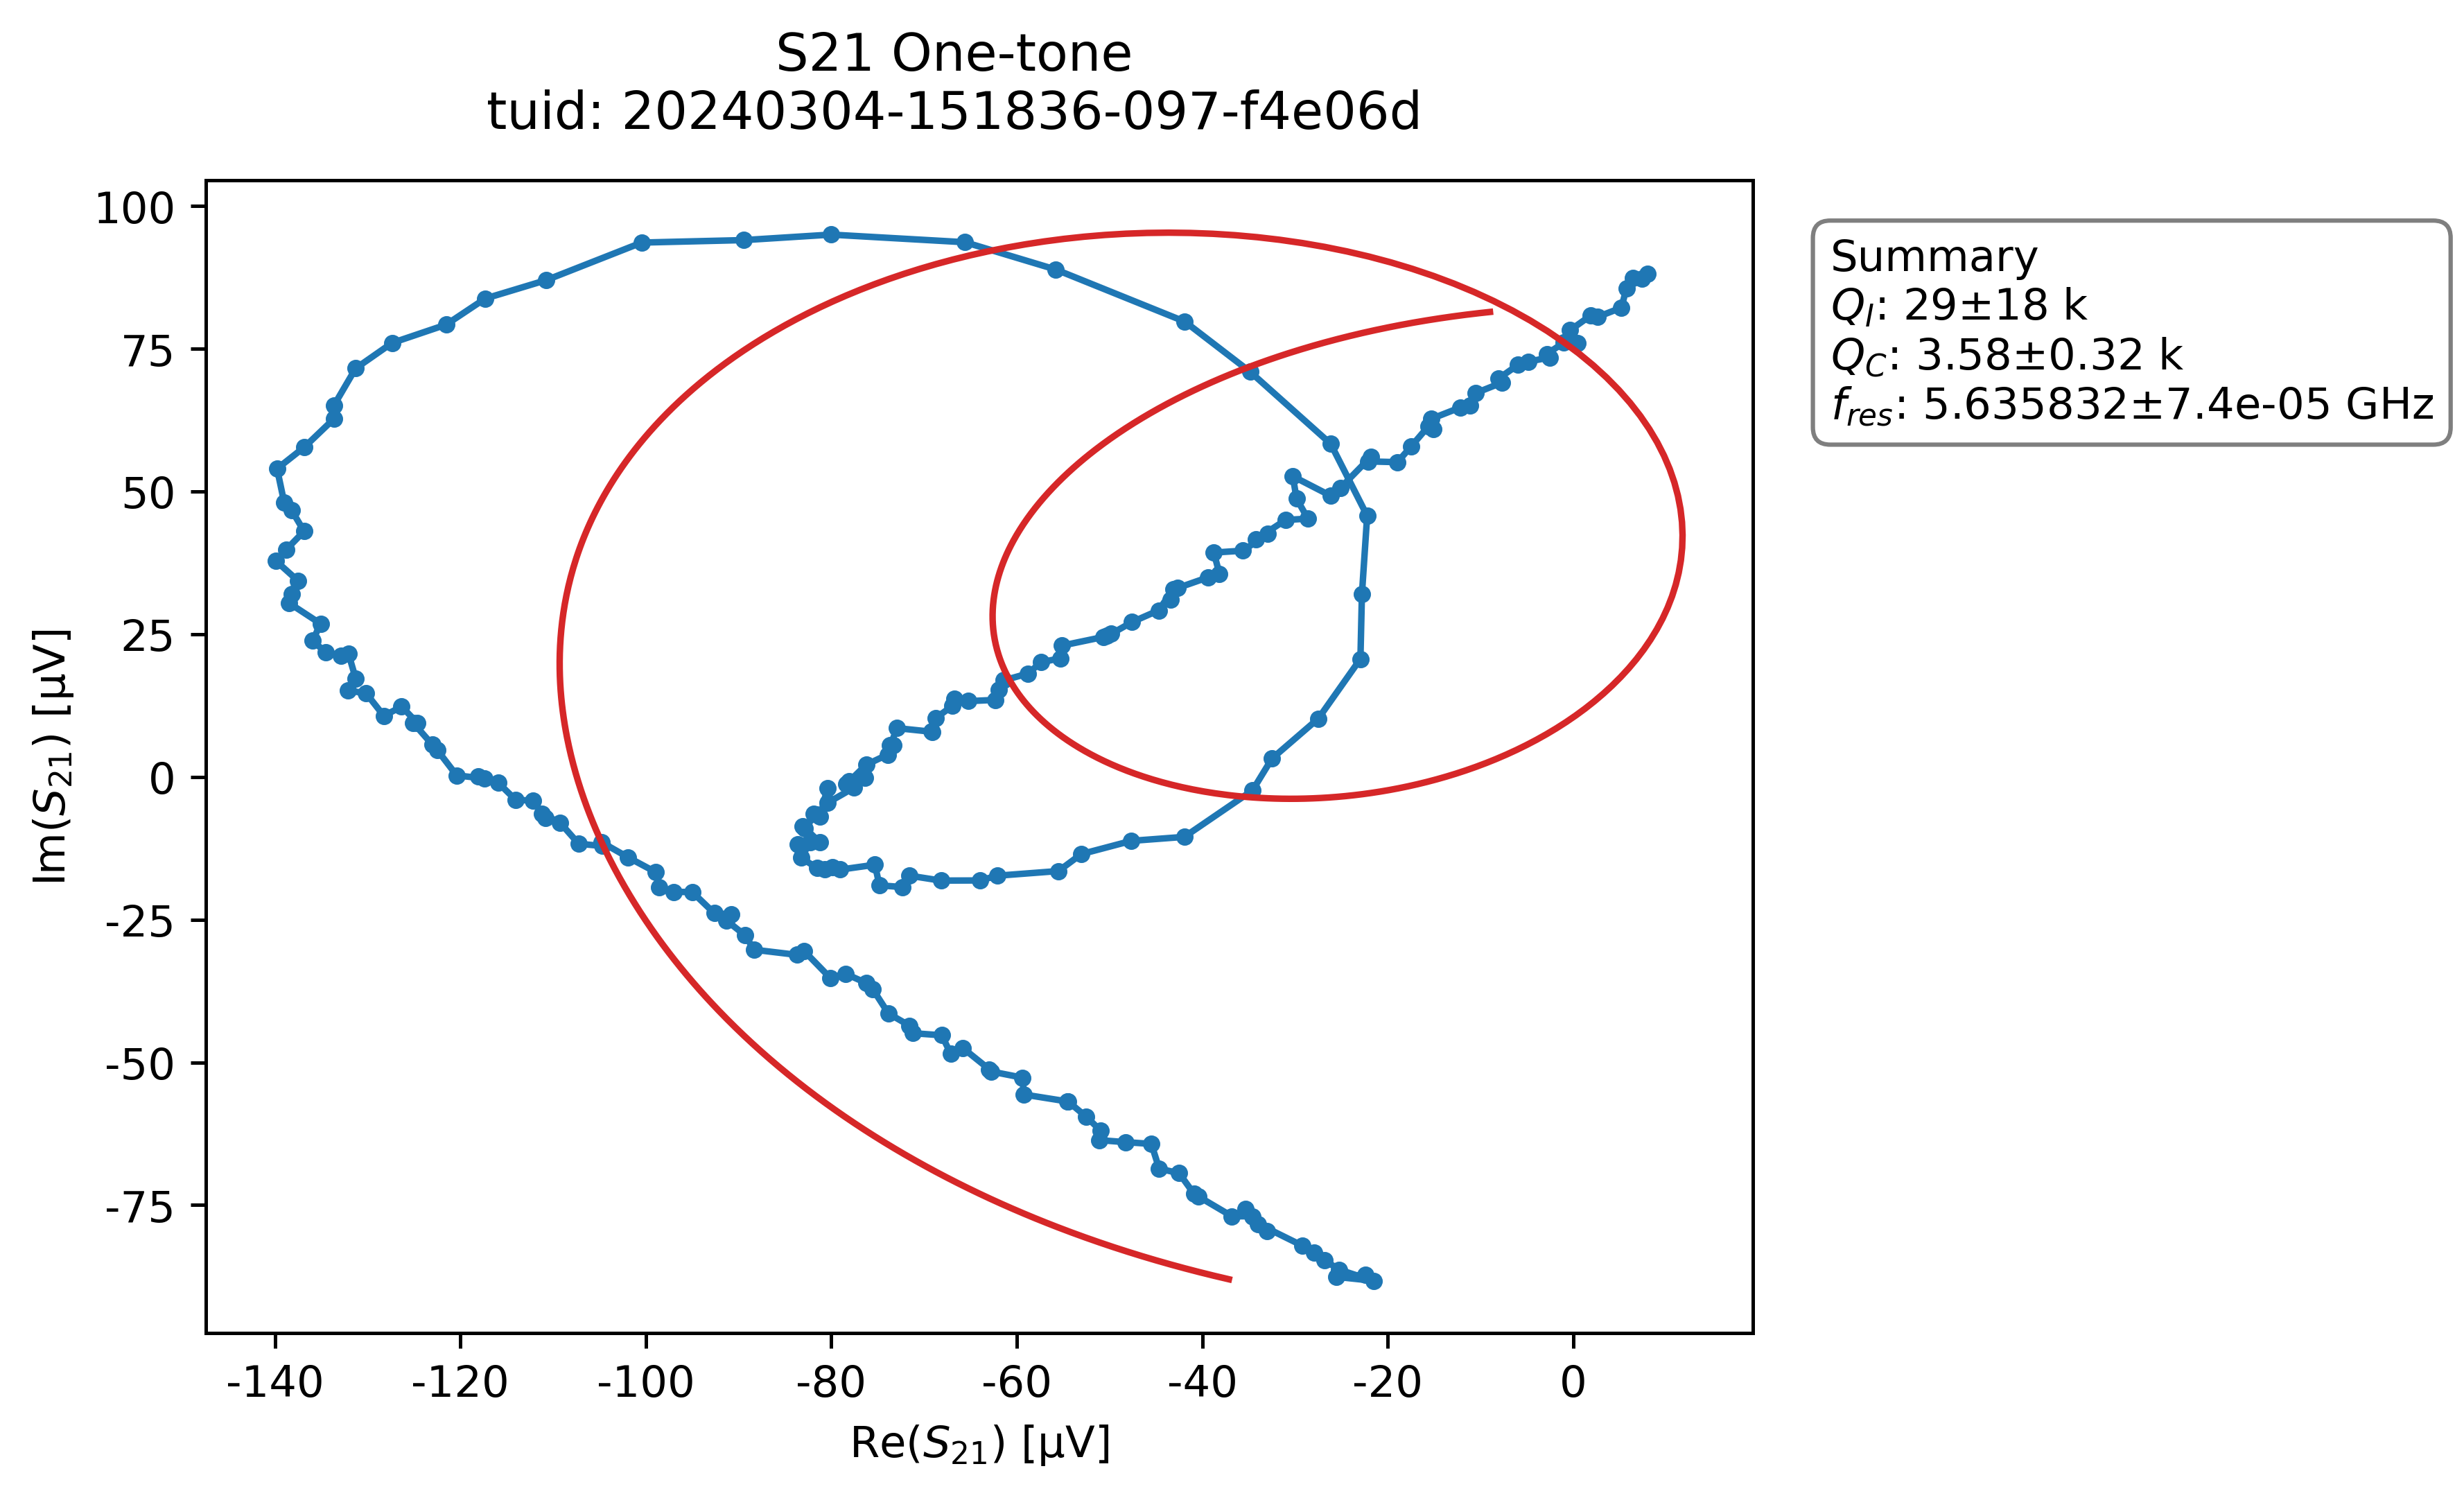 S21 One-tone
tuid: 20240304-151836-097-f4e06d
100
75
50
25
0
-25
-50
-75
Im(S21) [µV]
-140 -120 -100 -80 -60 -40 -20 0
Re(S21) [µV]
Summary
QI: 29±18 k
QC: 3.58±0.32 k
fres: 5.635832±7.4e-05 GHz